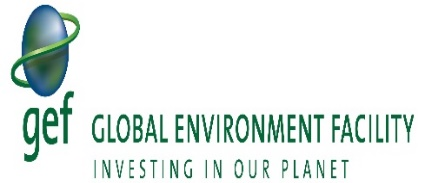 gef GLOBAL ENVIRONMENT FACILITY
INVESTING IN OUR PLANET